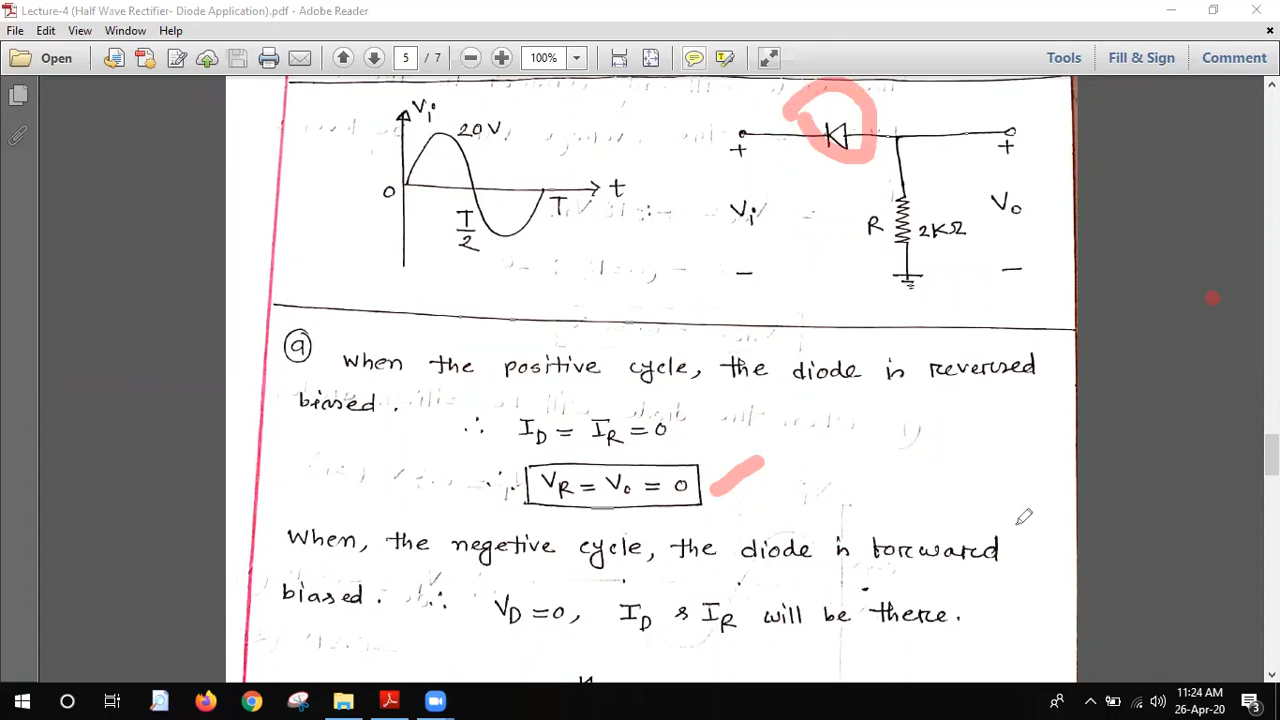 Lecture-4 (Half Wave Rectifier- Diode Application).pdf - Adobe Reader
File Edit View Window Help
Open 5 / 7 100% Tools Fill & Sign Comment
Vi
20V
0
T/2
T
t
+
+
Vi
R
2KΩ
Vo
−
−
(a)
When the positive cycle, the diode is reversed
biased.
∴ ID = IR = 0
∴ VR = Vo = 0
When, the negetive cycle, the diode is forwared
biased. ∴ VD = 0, ID & IR will be there.
11:24 AM
26-Apr-20
3